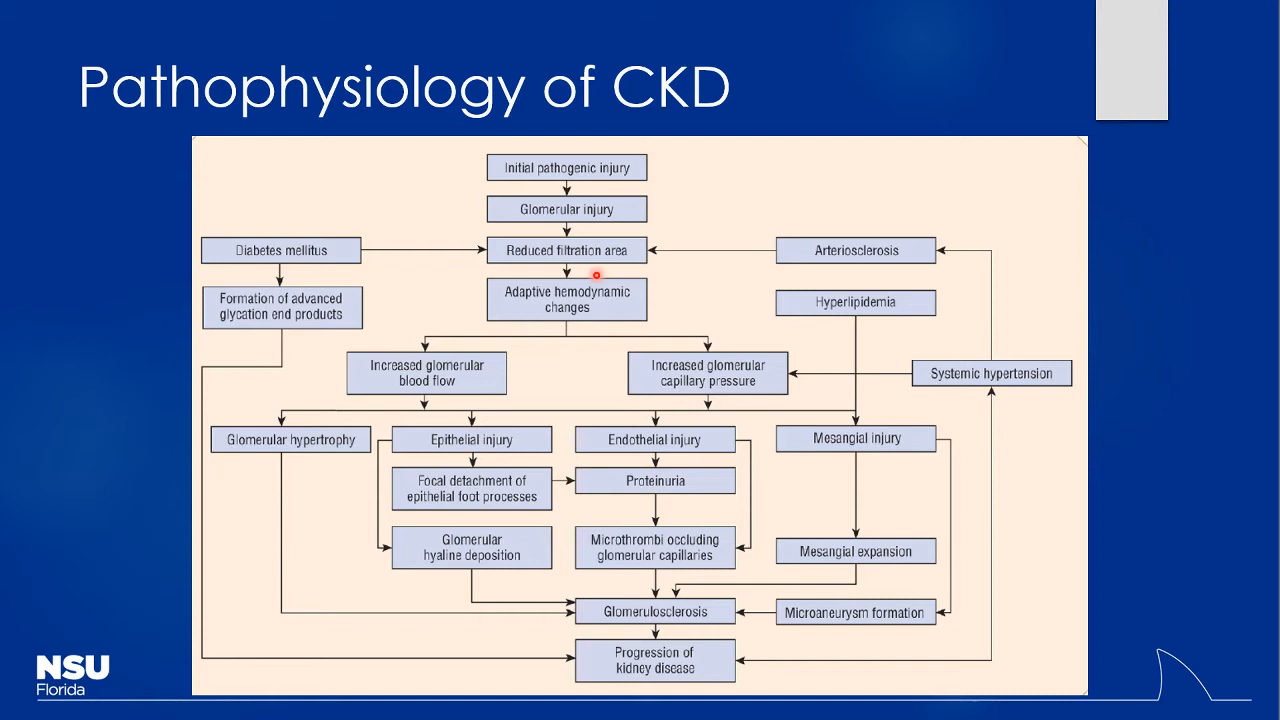 Pathophysiology of CKD
Initial pathogenic injury
Glomerular injury
Diabetes mellitus
Reduced filtration area
Arteriosclerosis
Formation of advanced
glycation end products
Adaptive hemodynamic
changes
Hyperlipidemia
Increased glomerular
blood flow
Increased glomerular
capillary pressure
Systemic hypertension
Glomerular hypertrophy
Epithelial injury
Endothelial injury
Mesangial injury
Focal detachment of
epithelial foot processes
Proteinuria
Glomerular
hyaline deposition
Microthrombi occluding
glomerular capillaries
Mesangial expansion
Glomerulosclerosis
Microaneurysm formation
Progression of
kidney disease
NSU
Florida